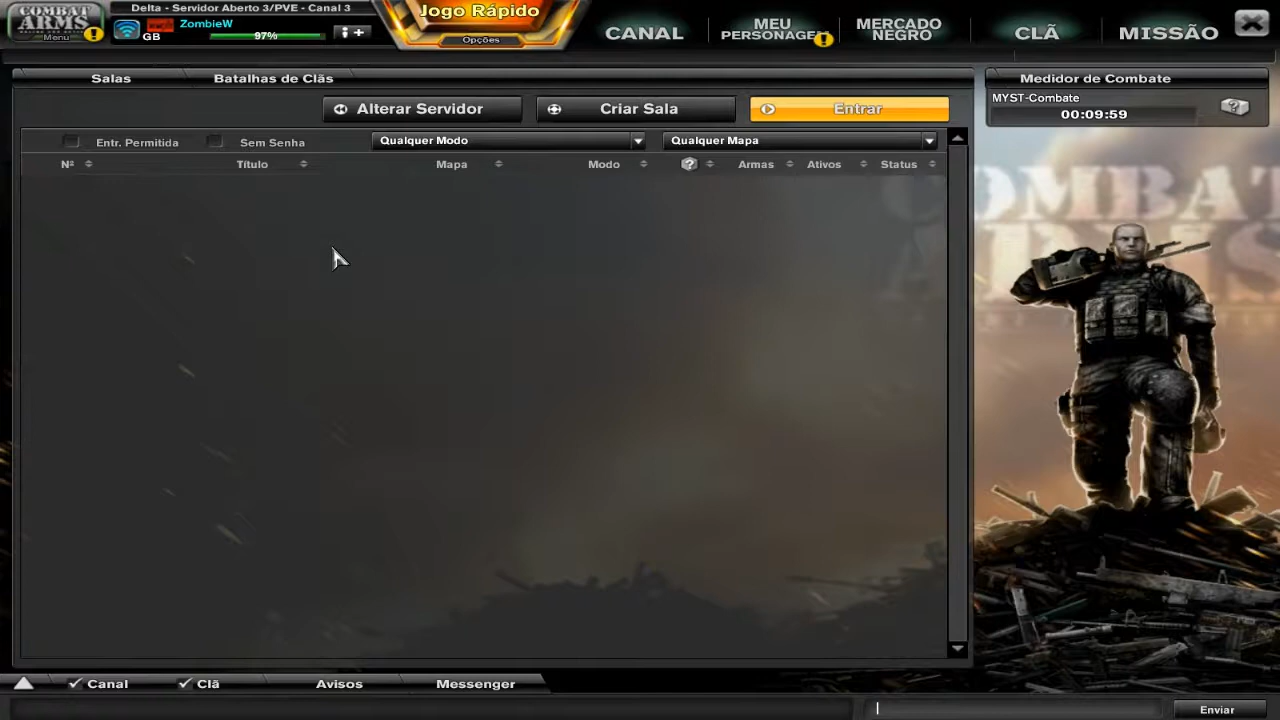 COMBAT
ARMS
Menu
Delta - Servidor Aberto 3/PVE - Canal 3
GB
ZombieW
97%
Jogo Rápido
Opções
CANAL
MEU
PERSONAGEM
MERCADO
NEGRO
CLÃ
MISSÃO
Salas
Batalhas de Clãs
Medidor de Combate
MYST-Combate
00:09:59
Alterar Servidor
Criar Sala
Entrar
Entr. Permitida
Sem Senha
Qualquer Modo
Qualquer Mapa
Nº
Título
Mapa
Modo
Armas
Ativos
Status
Canal
Clã
Avisos
Messenger
Enviar